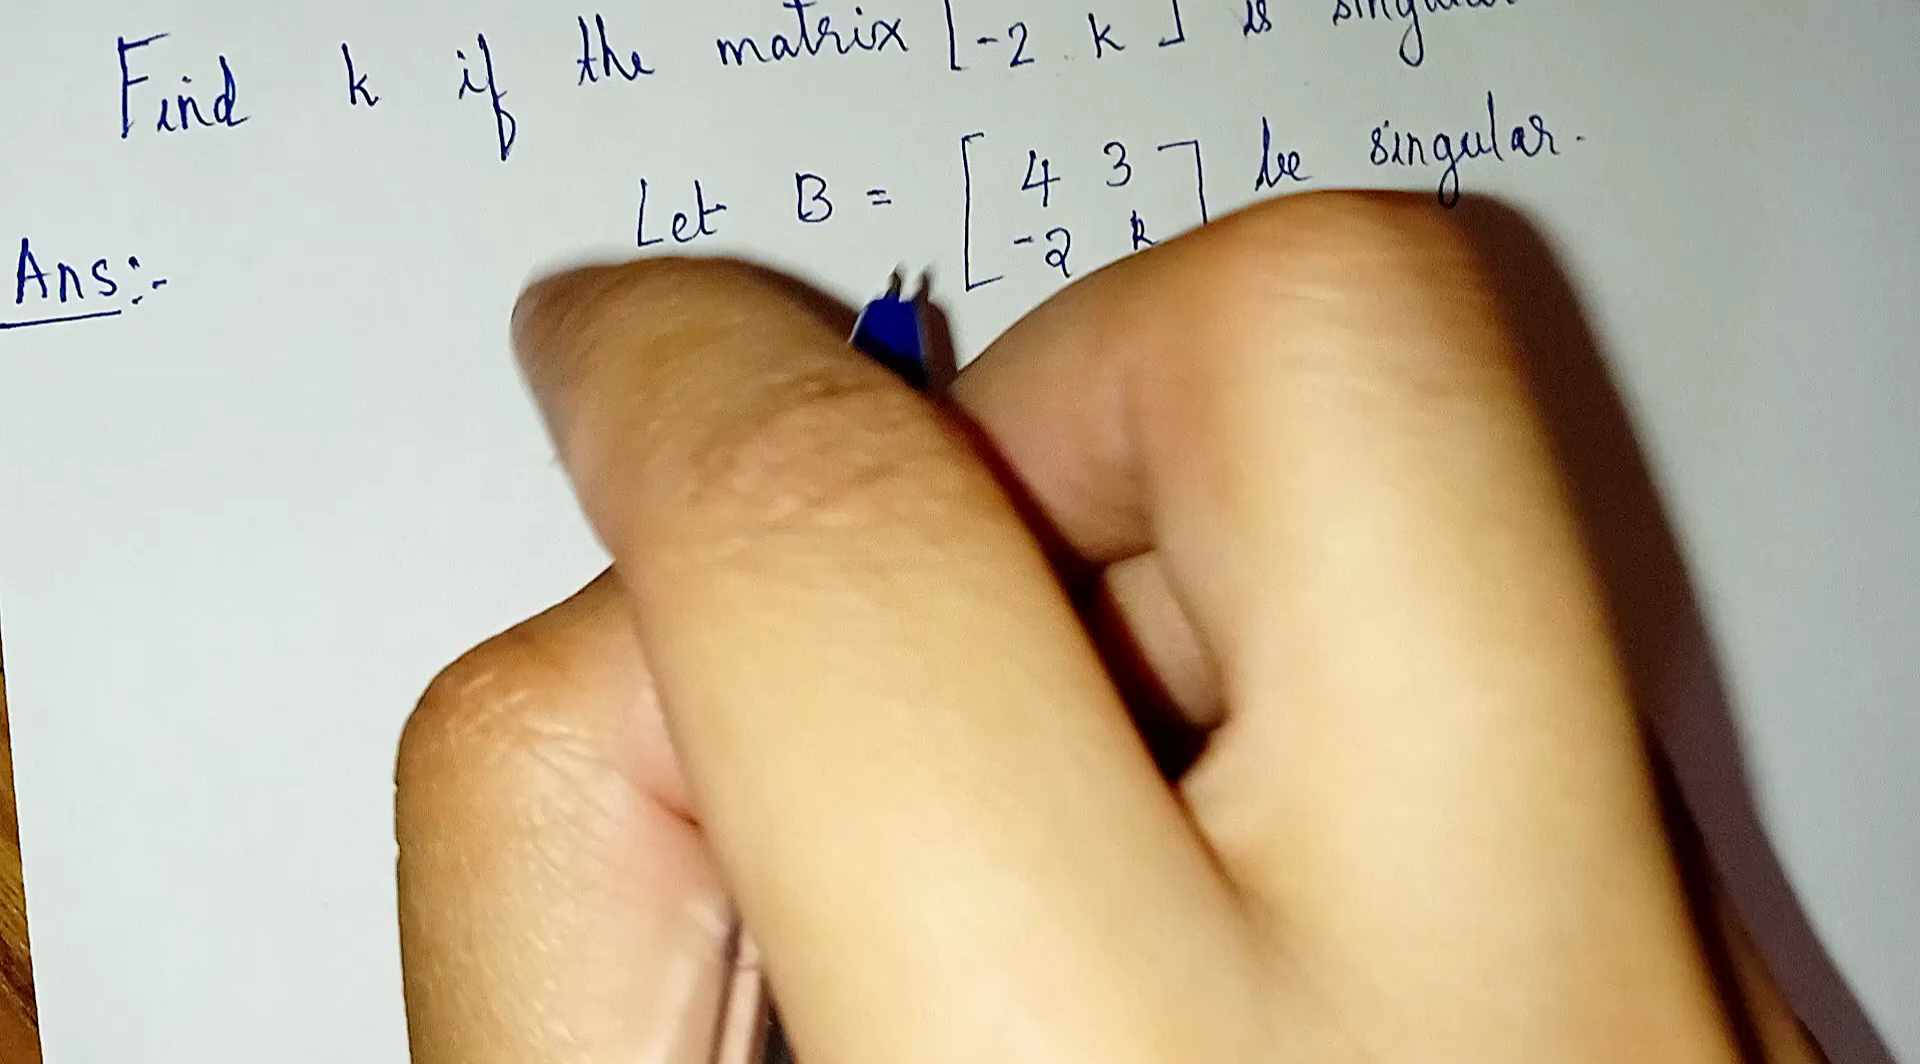 Find k if the matrix [-2 k] is
Let B = [ 4 3 ] be singular.
-2 k
Ans:-